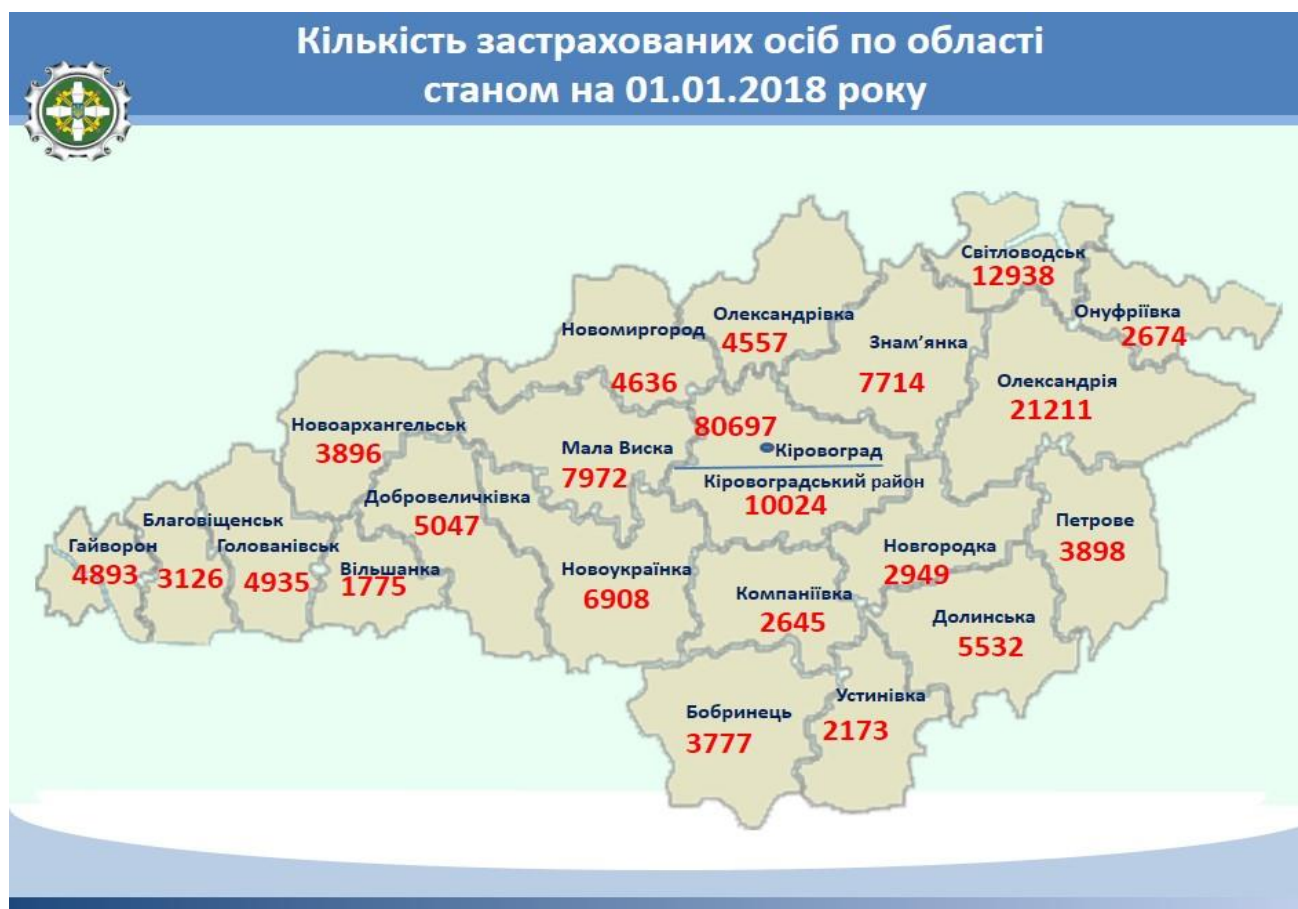 Кількість застрахованих осіб по області
станом на 01.01.2018 року
Світловодськ
12938
Онуфріївка
2674
Олександрівка
4557
Новомиргород
4636
Знам’янка
7714
Олександрія
21211
Новоархангельськ
3896
80697
Кіровоград
Мала Виска
7972
Кіровоградський район
10024
Добровеличківка
5047
Благовіщенськ
3126
Гайворон
4893
Голованівськ
4935
Вільшанка
1775
Новоукраїнка
6908
Компаніївка
2645
Новгородка
2949
Петрове
3898
Долинська
5532
Устинівка
2173
Бобринець
3777